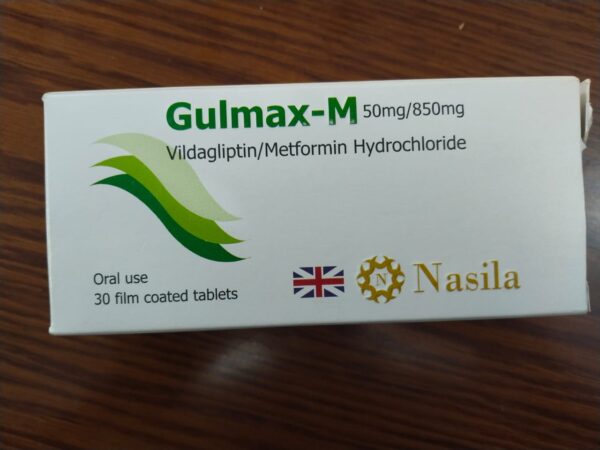 Gulmax-M 50mg/850mg
Vildagliptin/Metformin Hydrochloride
Oral use
30 film coated tablets
N Nasila